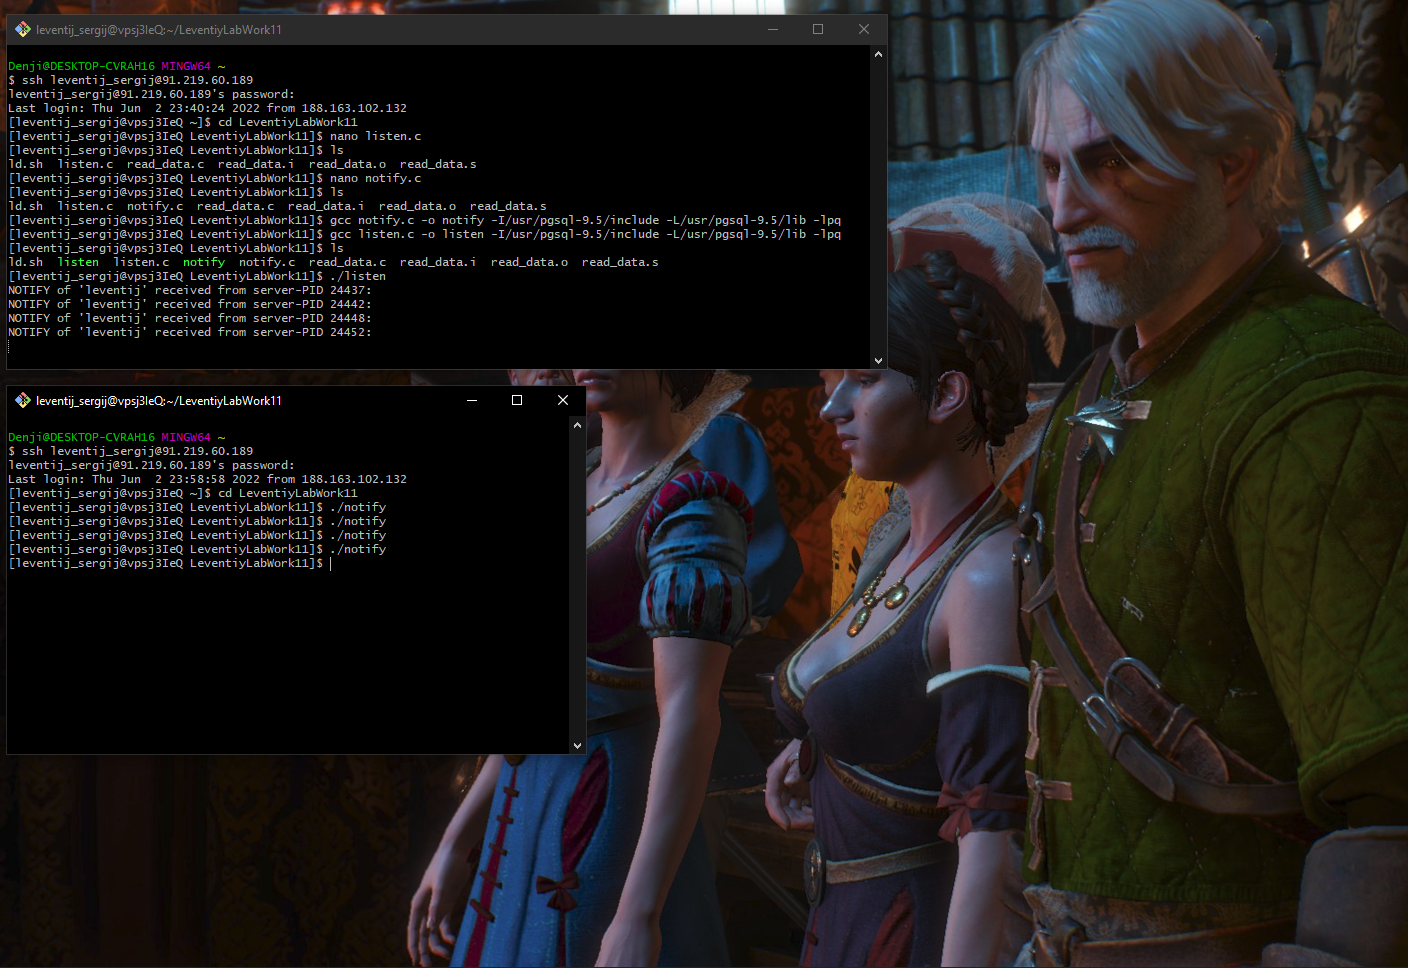 leventij_sergij@vpsj3IeQ:~/LeventiyLabWork11
Denji@DESKTOP-CVRAH16 MINGW64 ~
$ ssh leventij_sergij@91.219.60.189
leventij_sergij@91.219.60.189's password:
Last login: Thu Jun  2 23:40:24 2022 from 188.163.102.132
[leventij_sergij@vpsj3IeQ ~]$ cd LeventiyLabWork11
[leventij_sergij@vpsj3IeQ LeventiyLabWork11]$ nano listen.c
[leventij_sergij@vpsj3IeQ LeventiyLabWork11]$ ls
ld.sh  listen.c  read_data.c  read_data.i  read_data.o  read_data.s
[leventij_sergij@vpsj3IeQ LeventiyLabWork11]$ nano notify.c
[leventij_sergij@vpsj3IeQ LeventiyLabWork11]$ ls
ld.sh  listen.c  notify.c  read_data.c  read_data.i  read_data.o  read_data.s
[leventij_sergij@vpsj3IeQ LeventiyLabWork11]$ gcc notify.c -o notify -I/usr/pgsql-9.5/include -L/usr/pgsql-9.5/lib -lpq
[leventij_sergij@vpsj3IeQ LeventiyLabWork11]$ gcc listen.c -o listen -I/usr/pgsql-9.5/include -L/usr/pgsql-9.5/lib -lpq
[leventij_sergij@vpsj3IeQ LeventiyLabWork11]$ ls
ld.sh  listen  listen.c  notify  notify.c  read_data.c  read_data.i  read_data.o  read_data.s
[leventij_sergij@vpsj3IeQ LeventiyLabWork11]$ ./listen
NOTIFY of 'leventij' received from server-PID 24437:
NOTIFY of 'leventij' received from server-PID 24442:
NOTIFY of 'leventij' received from server-PID 24448:
NOTIFY of 'leventij' received from server-PID 24452:
leventij_sergij@vpsj3IeQ:~/LeventiyLabWork11
Denji@DESKTOP-CVRAH16 MINGW64 ~
$ ssh leventij_sergij@91.219.60.189
leventij_sergij@91.219.60.189's password:
Last login: Thu Jun  2 23:58:58 2022 from 188.163.102.132
[leventij_sergij@vpsj3IeQ ~]$ cd LeventiyLabWork11
[leventij_sergij@vpsj3IeQ LeventiyLabWork11]$ ./notify
[leventij_sergij@vpsj3IeQ LeventiyLabWork11]$ ./notify
[leventij_sergij@vpsj3IeQ LeventiyLabWork11]$ ./notify
[leventij_sergij@vpsj3IeQ LeventiyLabWork11]$ ./notify
[leventij_sergij@vpsj3IeQ LeventiyLabWork11]$